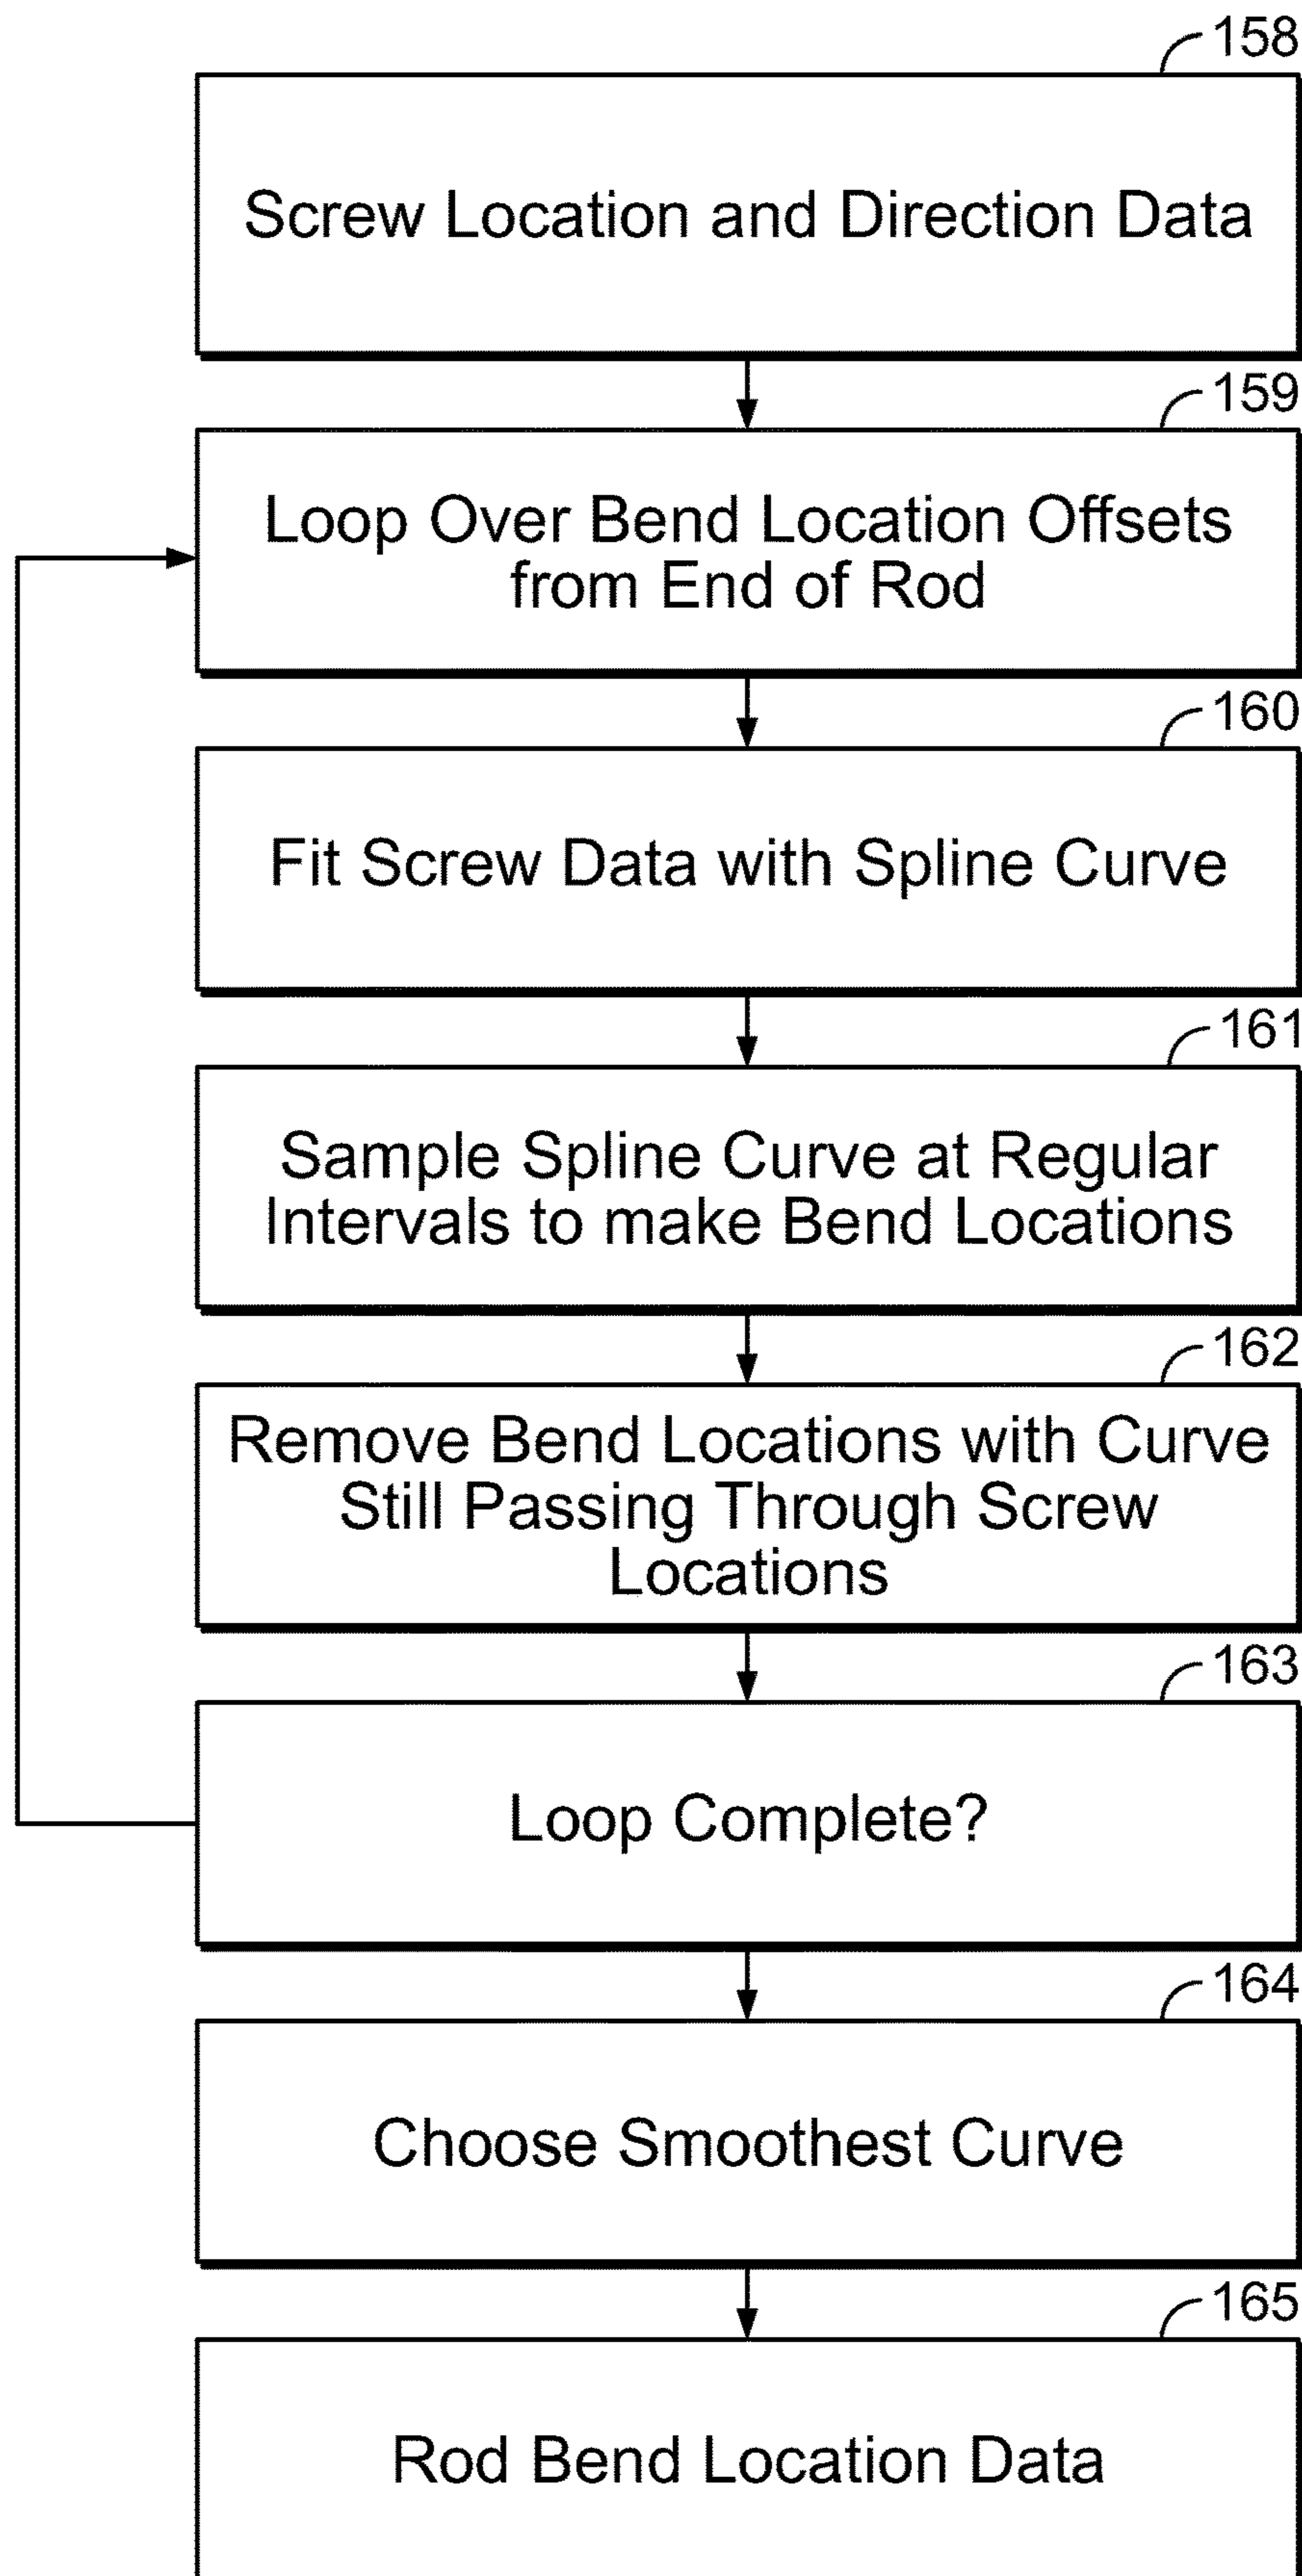 158
Screw Location and Direction Data
159
Loop Over Bend Location Offsets
from End of Rod
160
Fit Screw Data with Spline Curve
161
Sample Spline Curve at Regular
Intervals to make Bend Locations
162
Remove Bend Locations with Curve
Still Passing Through Screw
Locations
163
Loop Complete?
164
Choose Smoothest Curve
165
Rod Bend Location Data